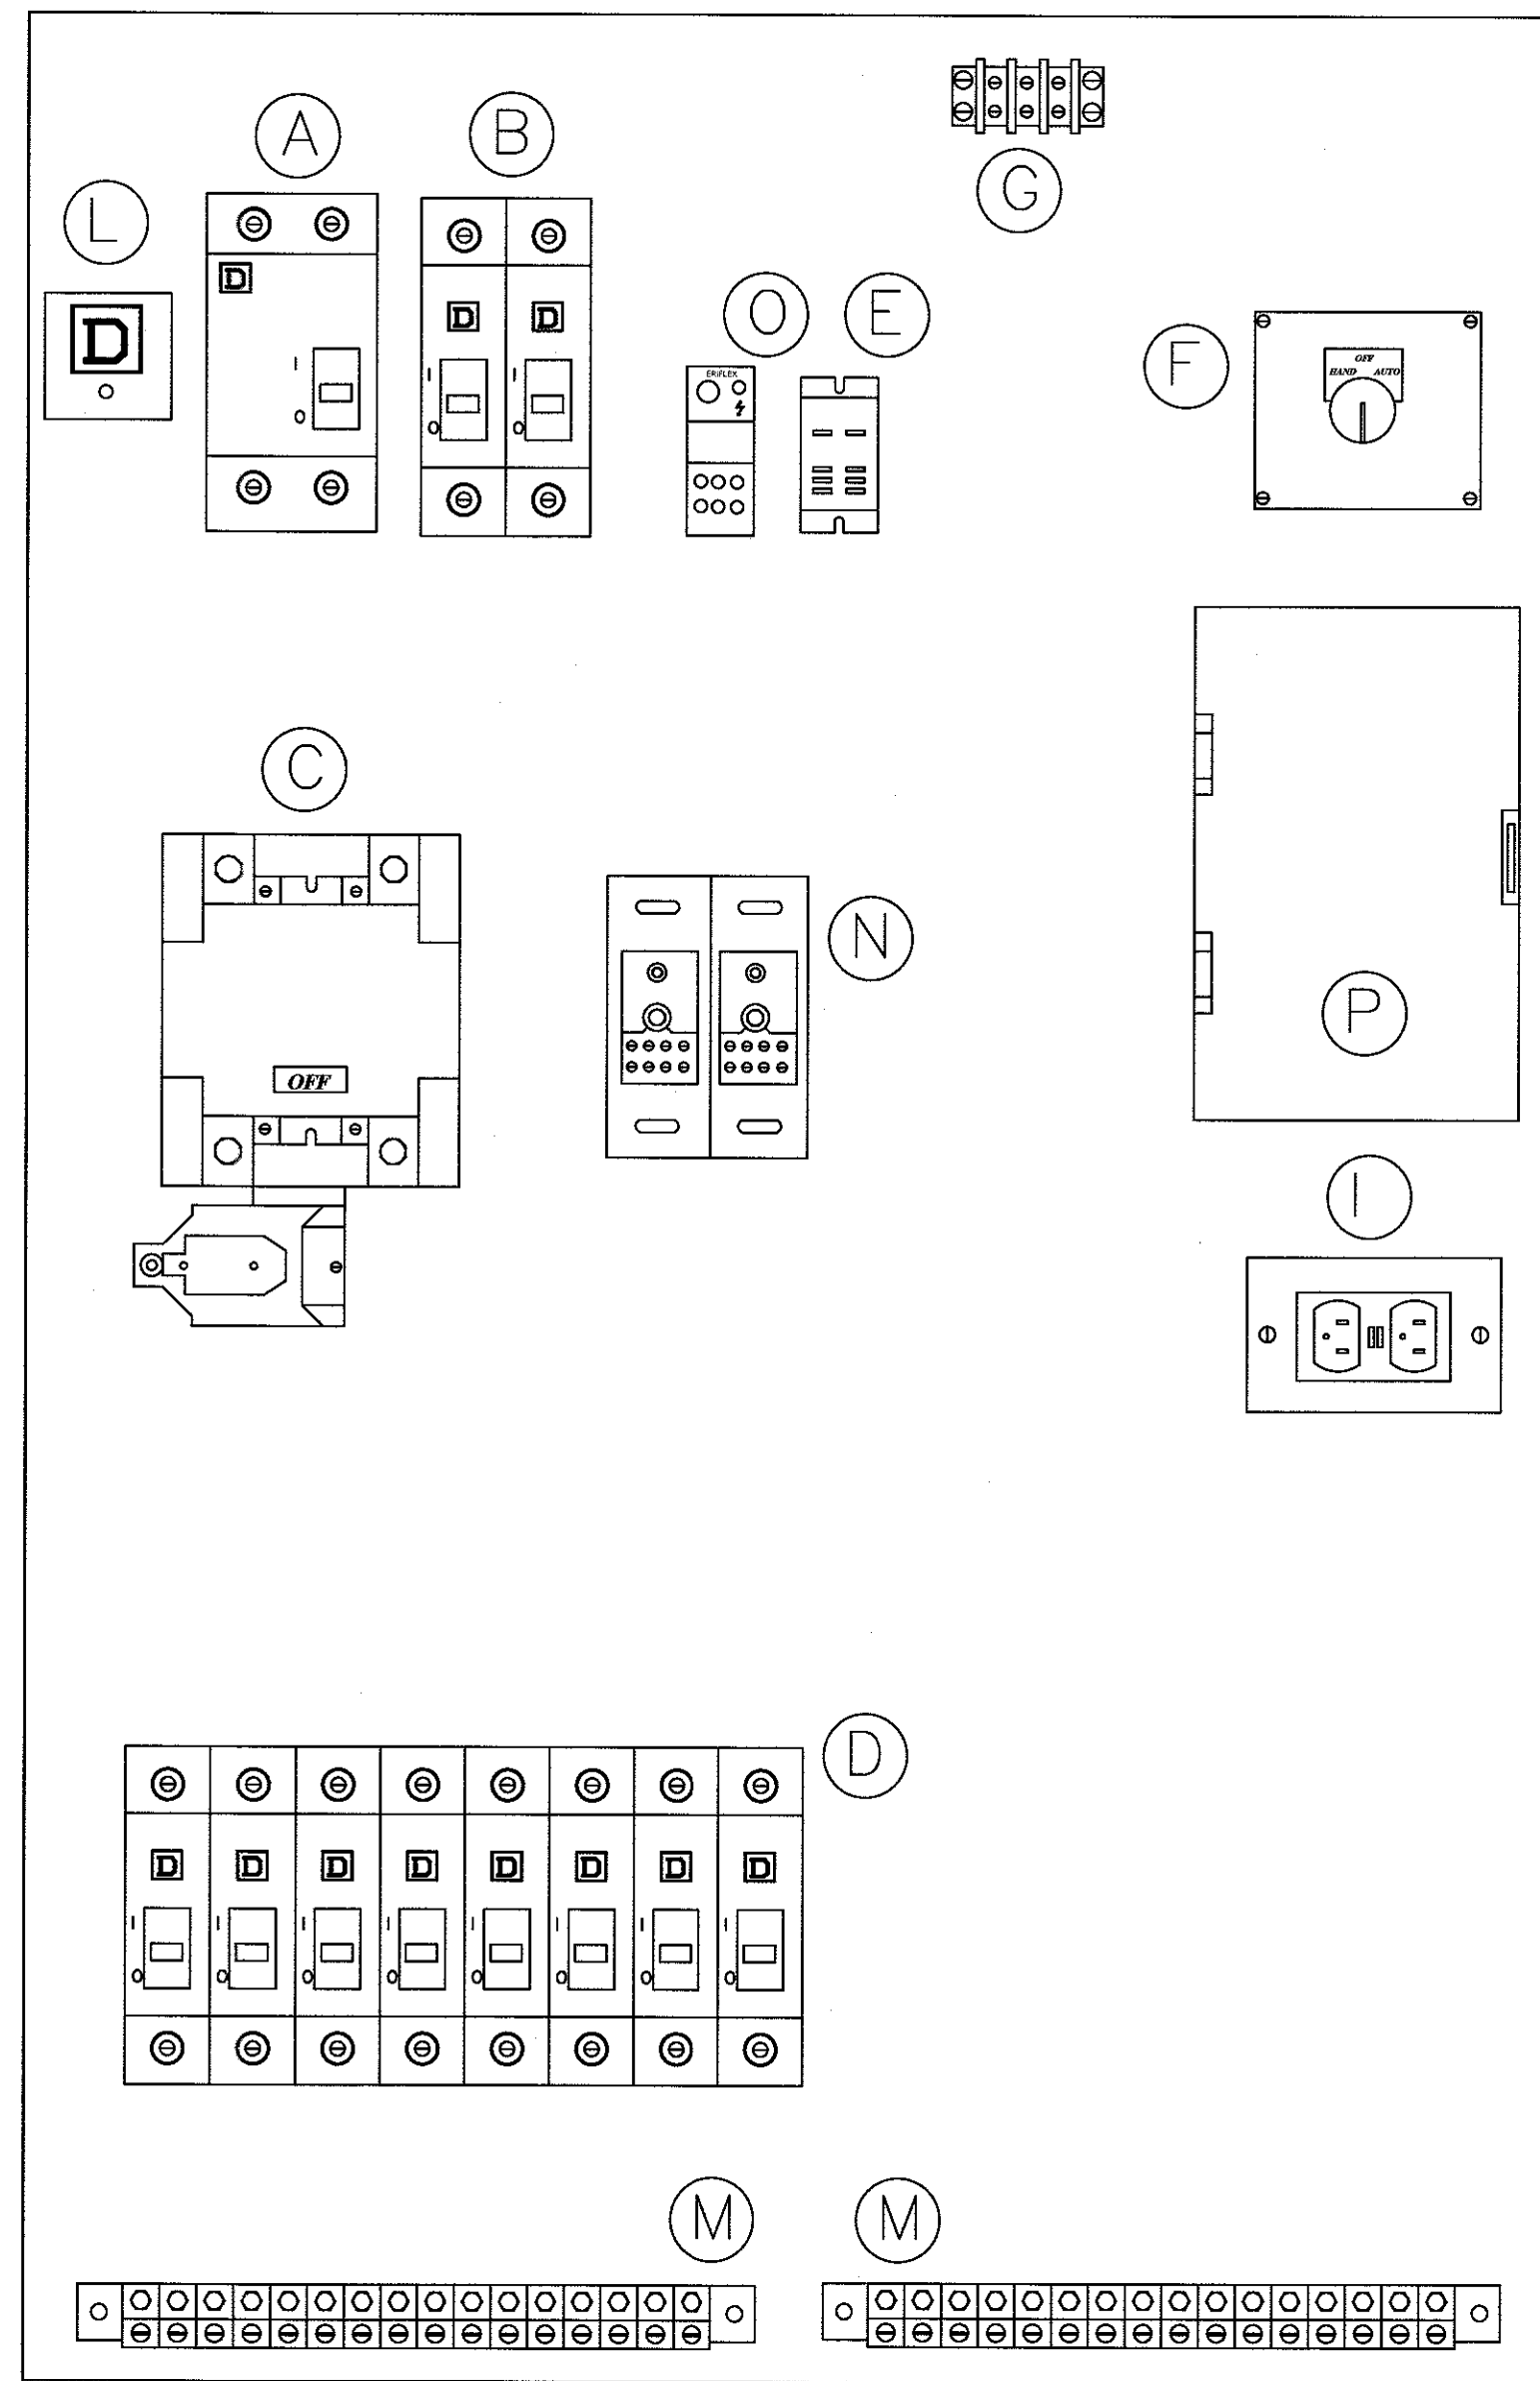 A B
G
L
D
D D
O E
I O
I O I O
ERIFLEX
F
OFF
HAND AUTO
C
N
OFF
P
I
D
D D D D D D D D
I O I O I O I O I O I O I O I O
M M